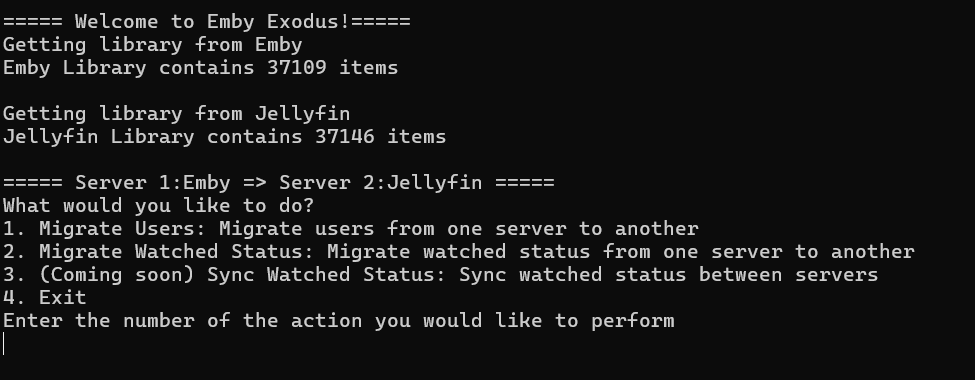 ===== Welcome to Emby Exodus!=====
Getting library from Emby
Emby Library contains 37109 items
Getting library from Jellyfin
Jellyfin Library contains 37146 items
===== Server 1:Emby => Server 2:Jellyfin =====
What would you like to do?
1. Migrate Users: Migrate users from one server to another
2. Migrate Watched Status: Migrate watched status from one server to another
3. (Coming soon) Sync Watched Status: Sync watched status between servers
4. Exit
Enter the number of the action you would like to perform